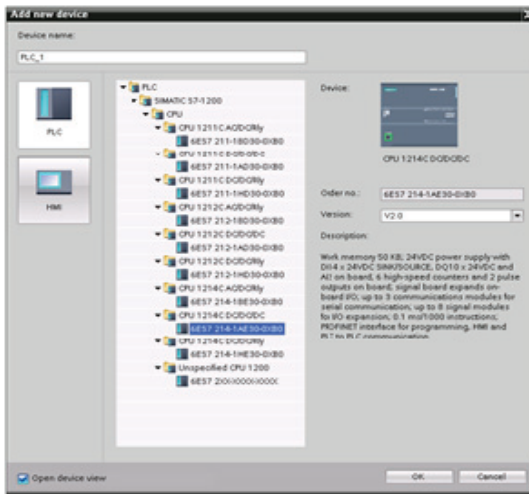 Add new device
Device name:
PLC_1
PLC
HMI
PLC
SIMATIC S7-1200
CPU
CPU 1211C AC/DC/Rly
6ES7 211-1BD30-0XB0
CPU 1211C DC/DC/DC
6ES7 211-1AD30-0XB0
CPU 1211C DC/DC/Rly
6ES7 211-1HD30-0XB0
CPU 1212C AC/DC/Rly
6ES7 212-1BD30-0XB0
CPU 1212C DC/DC/DC
6ES7 212-1AD30-0XB0
CPU 1212C DC/DC/Rly
6ES7 212-1HD30-0XB0
CPU 1214C AC/DC/Rly
6ES7 214-1BE30-0XB0
CPU 1214C DC/DC/DC
6ES7 214-1AE30-0XB0
CPU 1214C DC/DC/Rly
6ES7 214-1HE30-0XB0
Unspecified CPU 1200
6ES7 2XX-XXXXX-XXXX
Device:
CPU 1214C DC/DC/DC
Order no.: 6ES7 214-1AE30-0XB0
Version: V2.0
Description:
Work memory 50 KB; 24VDC power supply with
DI14 x 24VDC SINK/SOURCE, DQ10 x 24VDC and
AI2 on board; 6 high-speed counters and 2 pulse
outputs on board; signal board expands on-
board I/O; up to 3 communications modules for
serial communication; up to 8 signal modules
for I/O expansion; 0.1 ms/1000 instructions;
PROFINET interface for programming, HMI and
PLC to PLC communication
Open device view
OK
Cancel